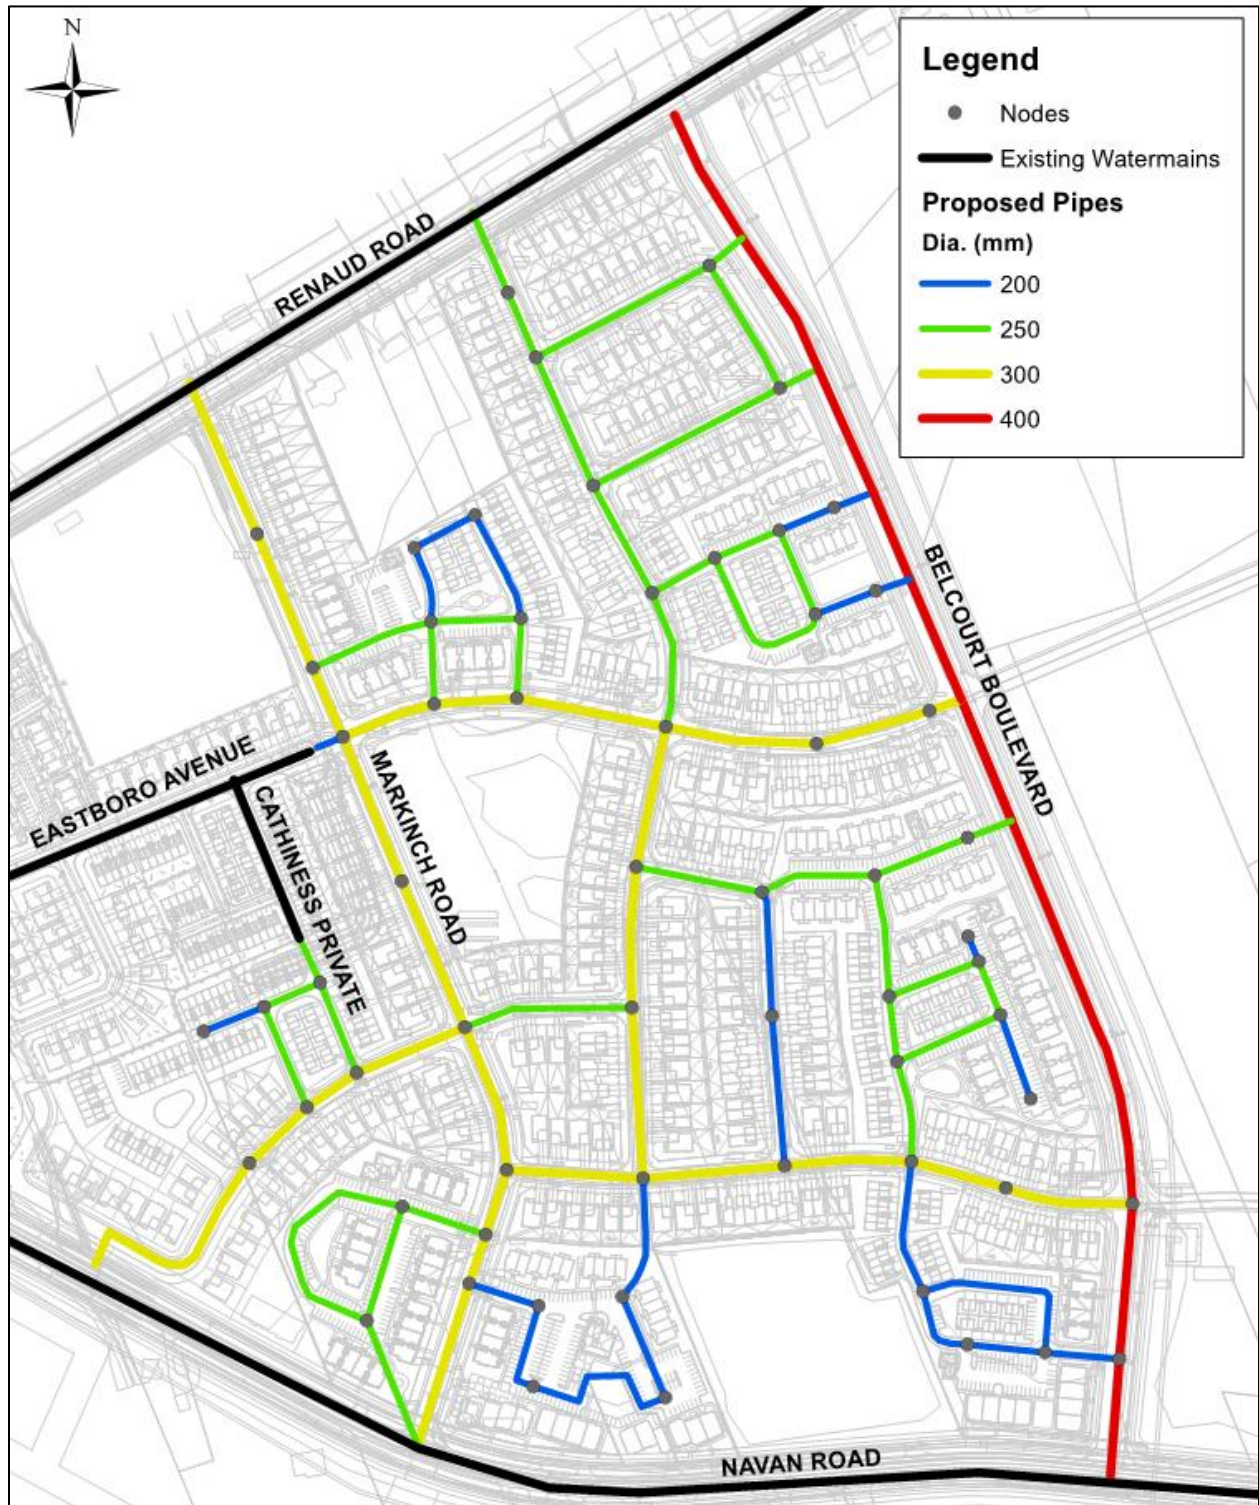 N
Legend
Nodes
Existing Watermains
Proposed Pipes
Dia. (mm)
200
250
300
400
RENAUD ROAD
BELCOURT BOULEVARD
EASTBORO AVENUE
MARKINCH ROAD
CATHINESS PRIVATE
NAVAN ROAD